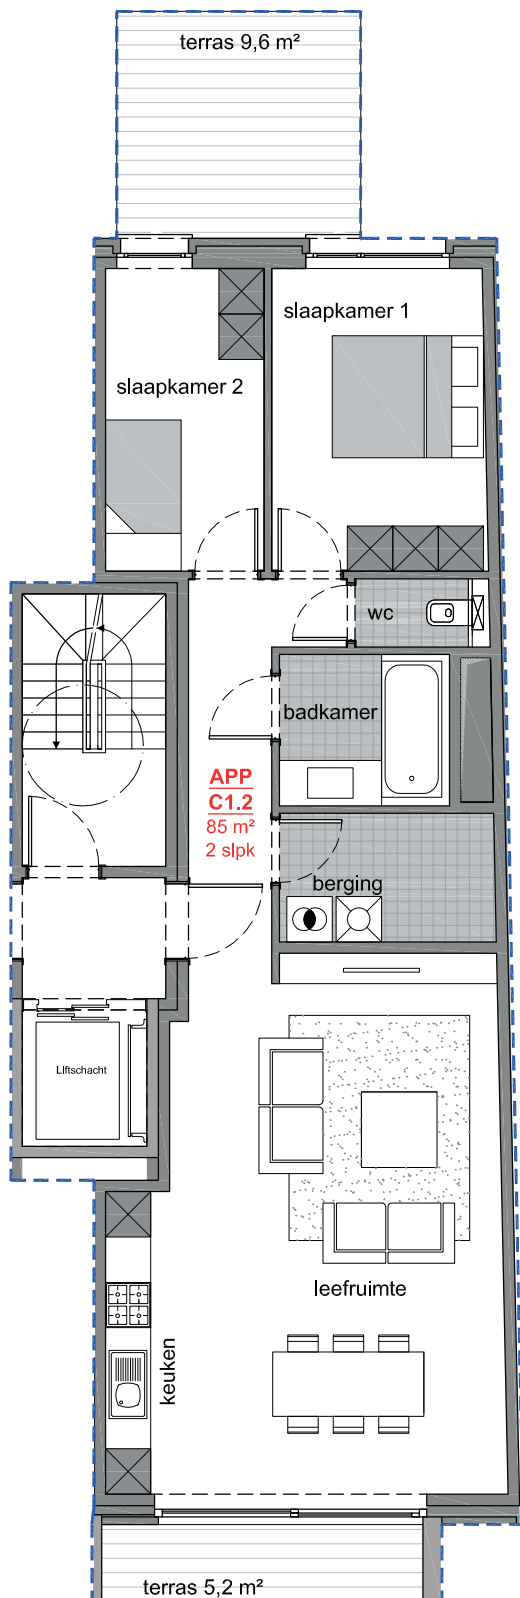 terras 9,6 m²
slaapkamer 1
slaapkamer 2
wc
badkamer
APP
C1.2
85 m²
2 slpk
berging
Liftschacht
leefruimte
keuken
terras 5,2 m²